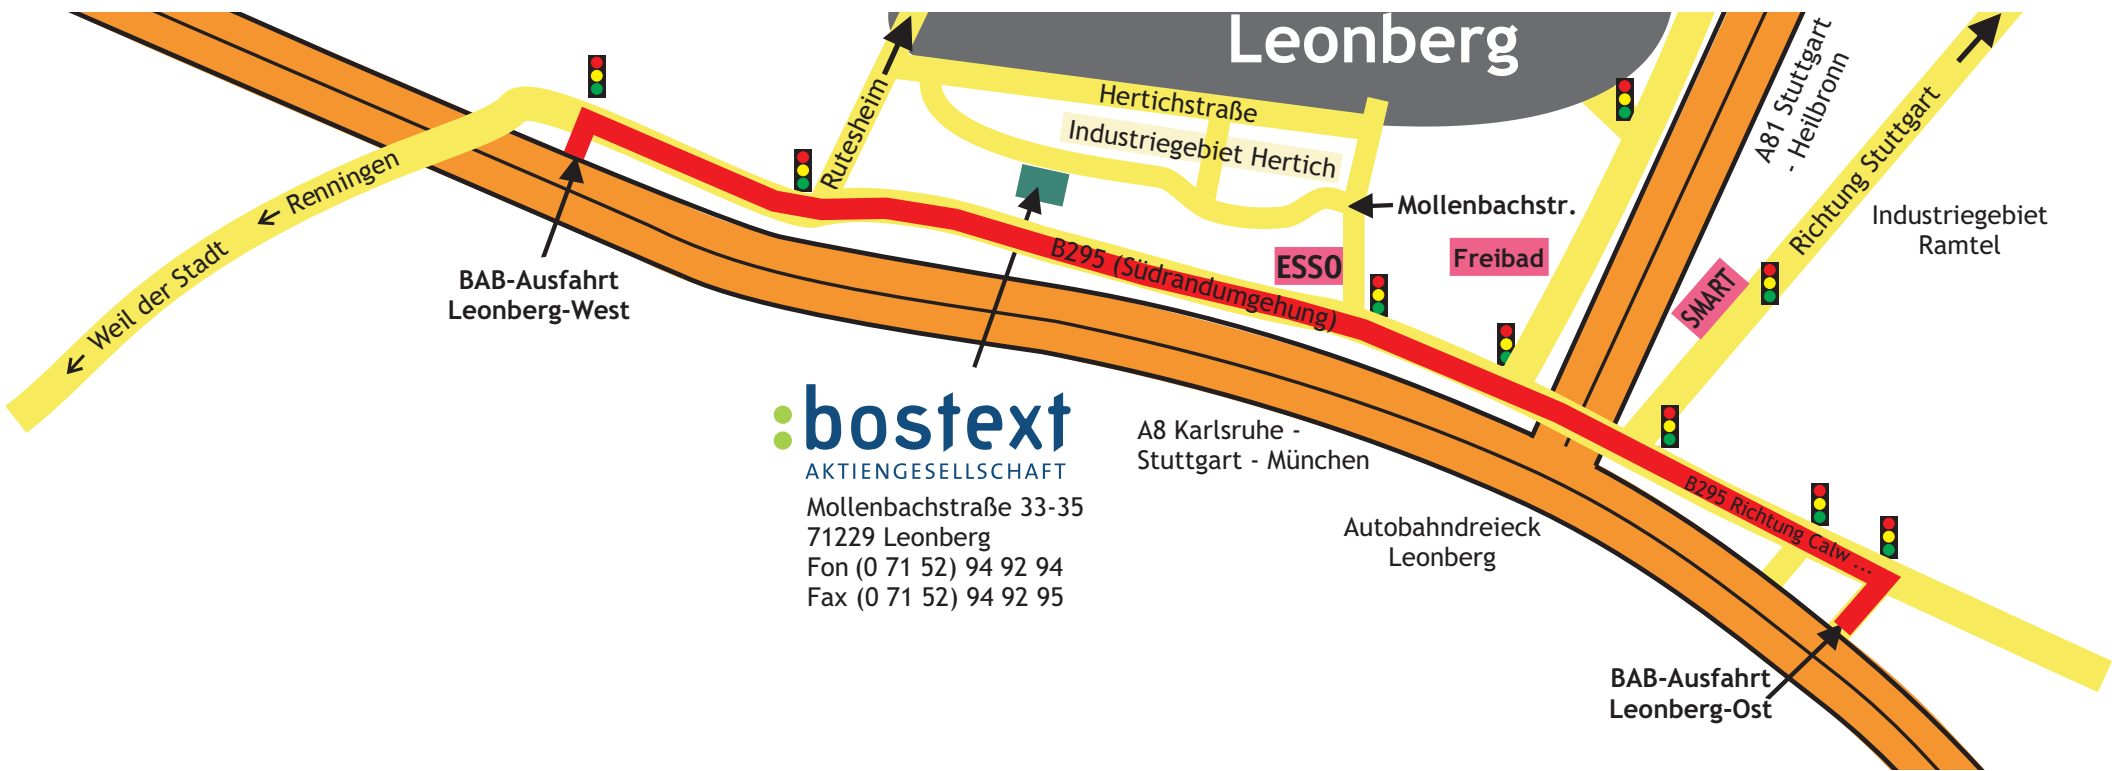 Leonberg
Hertichstraße
Industriegebiet Hertich
Rutesheim
A81 Stuttgart
- Heilbronn
Richtung Stuttgart
Industriegebiet
Ramtel
Renningen
Weil der Stadt
Mollenbachstr.
BAB-Ausfahrt
Leonberg-West
B295 (Südrandumgehung)
ESSO
Freibad
SMART
:bostext
AKTIENGESELLSCHAFT
Mollenbachstraße 33-35
71229 Leonberg
Fon (0 71 52) 94 92 94
Fax (0 71 52) 94 92 95
A8 Karlsruhe -
Stuttgart - München
Autobahndreieck
Leonberg
B295 Richtung Calw ...
BAB-Ausfahrt
Leonberg-Ost